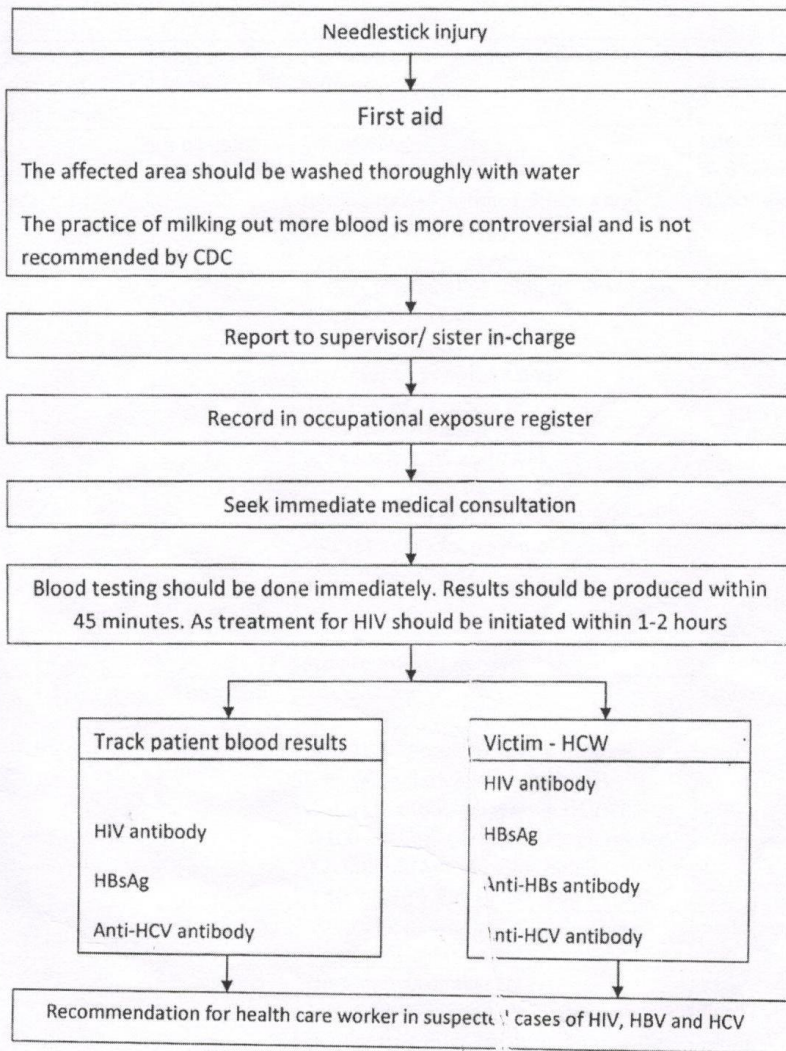 Needlestick injury
First aid
The affected area should be washed thoroughly with water
The practice of milking out more blood is more controversial and is not
recommended by CDC
Report to supervisor/ sister in-charge
Record in occupational exposure register
Seek immediate medical consultation
Blood testing should be done immediately. Results should be produced within
45 minutes. As treatment for HIV should be initiated within 1-2 hours
Track patient blood results
HIV antibody
HBsAg
Anti-HCV antibody
Victim - HCW
HIV antibody
HBsAg
Anti-HBs antibody
Anti-HCV antibody
Recommendation for health care worker in suspected cases of HIV, HBV and HCV